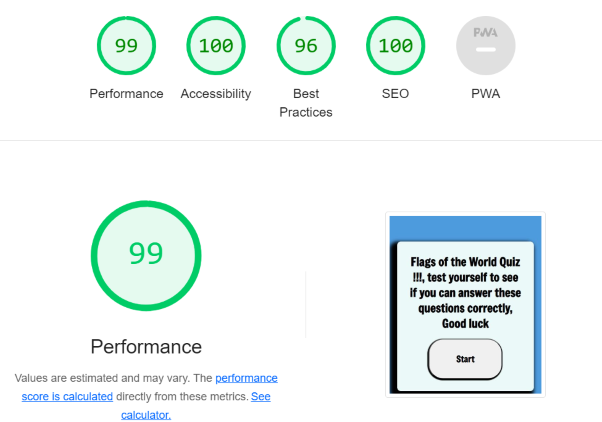 99
100
96
100
PWA
Performance
Accessibility
Best
Practices
SEO
PWA
99
Performance
Values are estimated and may vary. The performance
score is calculated directly from these metrics. See
calculator.
Flags of the World Quiz
!!!, test yourself to see
if you can answer these
questions correctly,
Good luck
Start